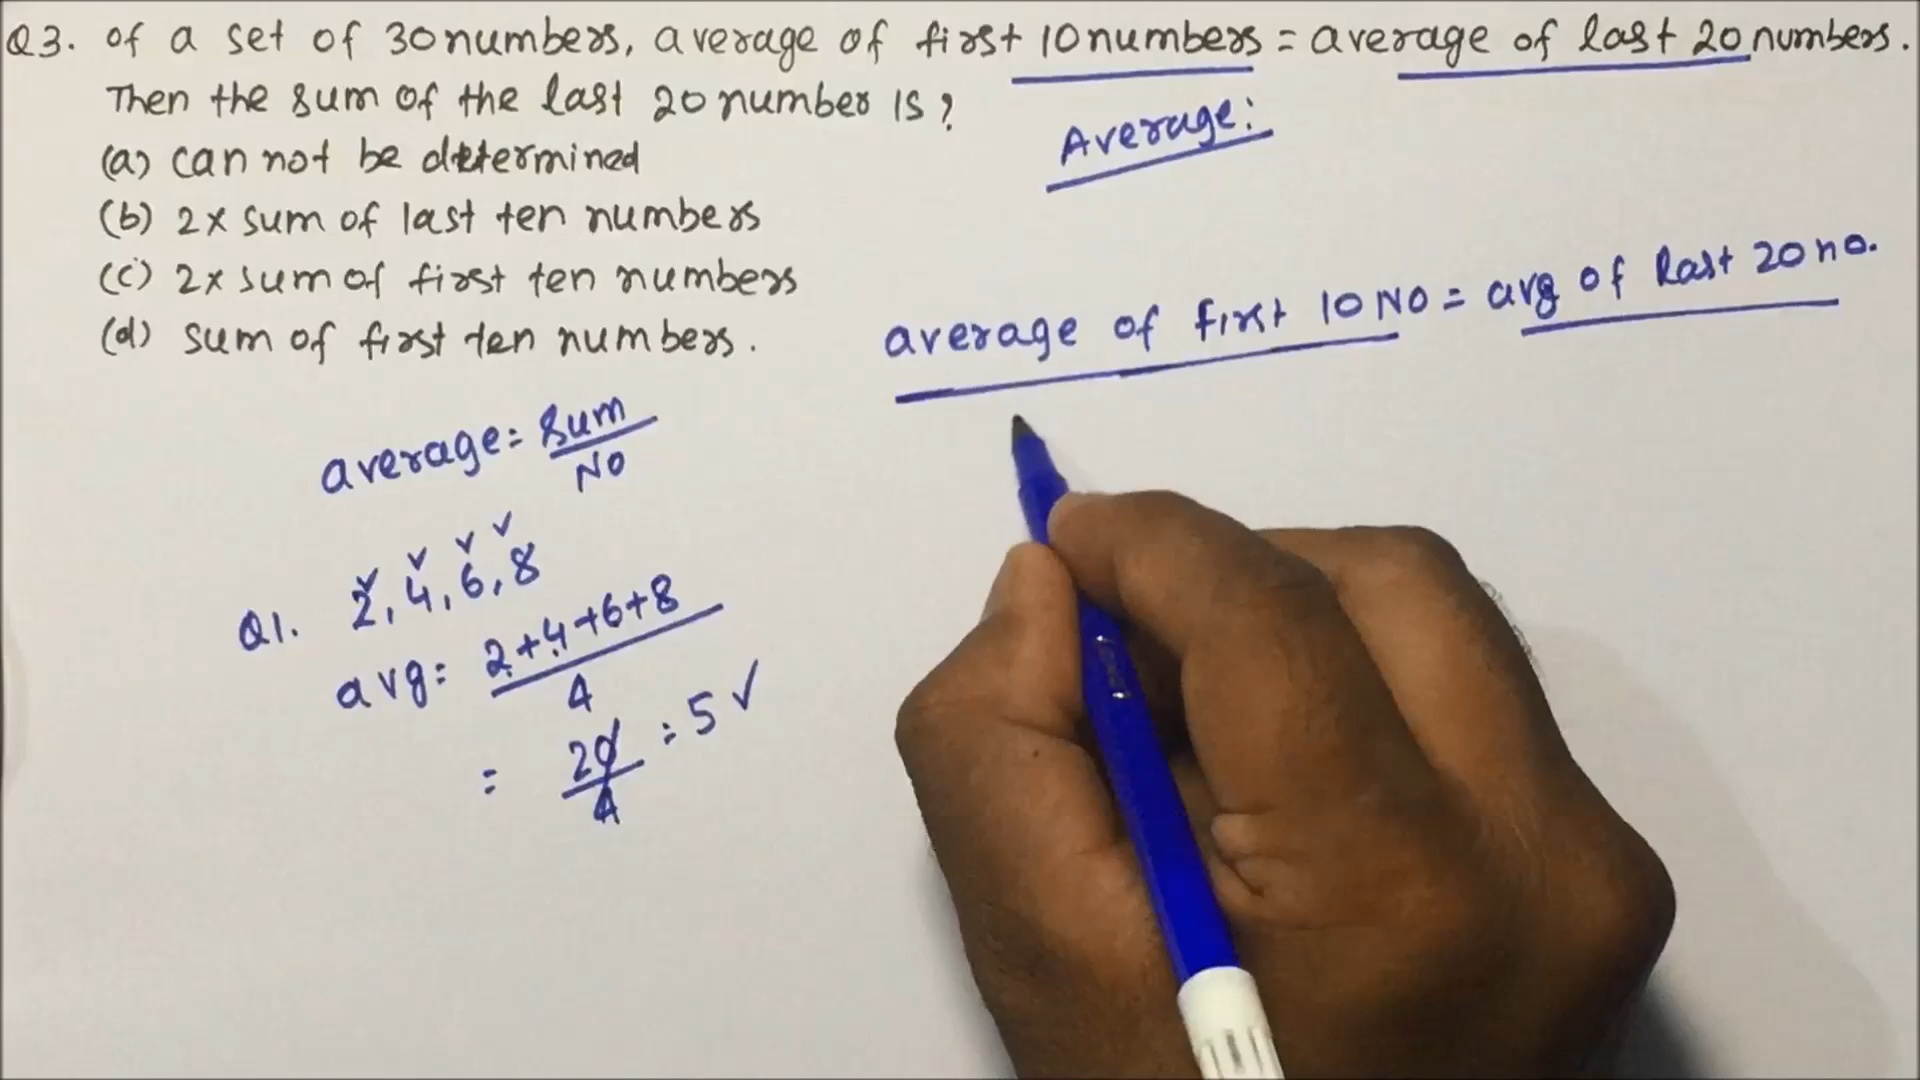 Q3. of a set of 30 numbers, average of first 10 numbers = average of last 20 numbers.
Then the sum of the last 20 number is?
(a) can not be determined
(b) 2x sum of last ten numbers
(c) 2x sum of first ten numbers
(d) sum of first ten numbers.
Average:
average of first 10 NO = avg of last 20 no.
average = sum
NO
Q1. 2, 4, 6, 8
avg = 2+4+6+8
4
= 20 = 5 ✓
4